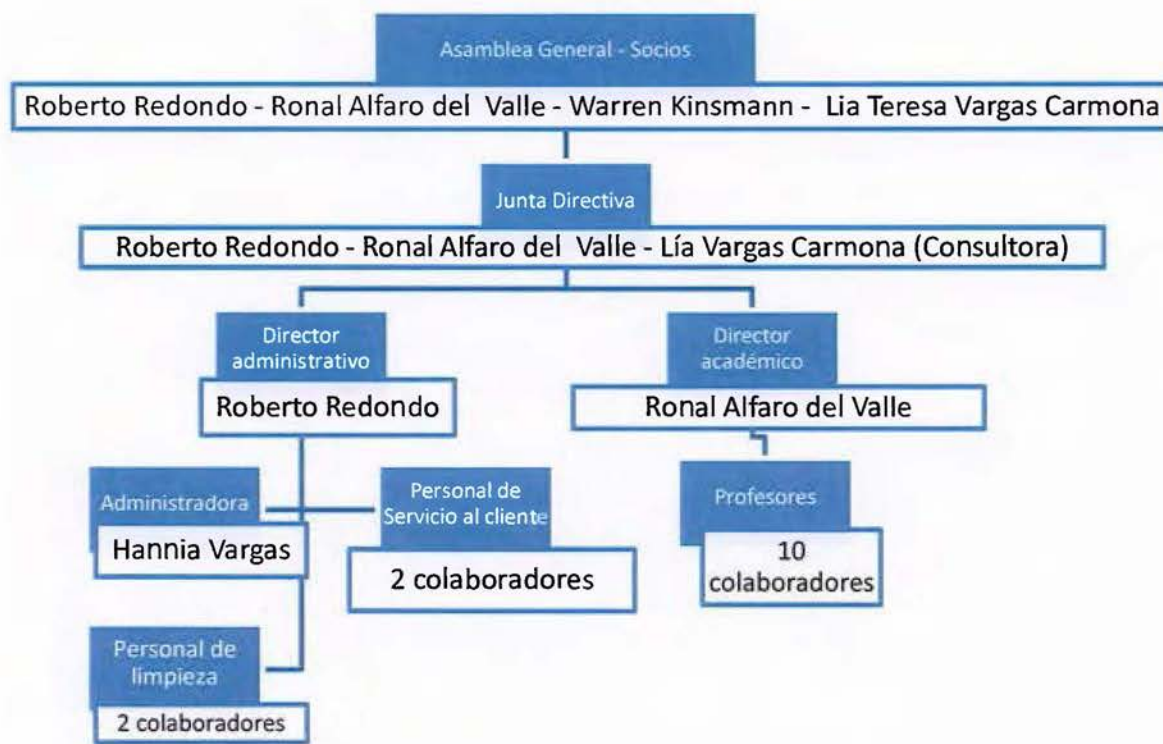 Asamblea General - Socios
Roberto Redondo - Ronal Alfaro del Valle - Warren Kinsmann - Lia Teresa Vargas Carmona
Junta Directiva
Roberto Redondo - Ronal Alfaro del Valle - Lía Vargas Carmona (Consultora)
Director
administrativo
Roberto Redondo
Director
académico
Ronal Alfaro del Valle
Administradora
Hannia Vargas
Personal de
Servicio al cliente
2 colaboradores
Profesores
10
colaboradores
Personal de
limpieza
2 colaboradores